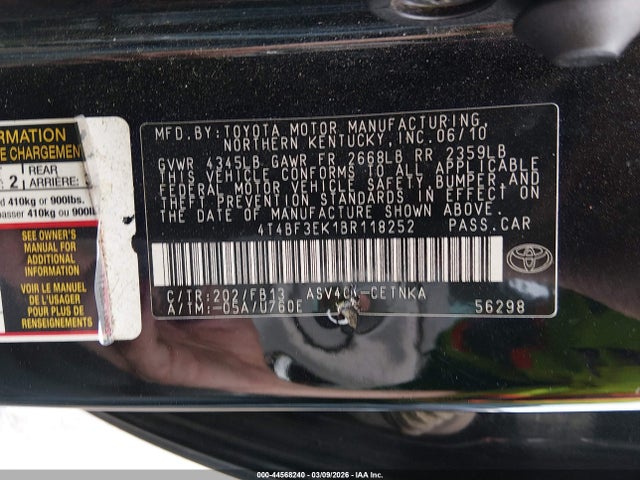 RMATION
E CHARGEMENT
2
REAR
ARRIÈRE
d 410kg or 900lbs.
passer 410kg ou 900lb
SEE OWNER'S
MANUAL FOR
ADDITIONAL
INFORMATION
VOIR LE MANUEL
DE L'USAGER
POUR PLUS DE
RENSEIGNEMENTS
MFD.BY:TOYOTA MOTOR MANUFACTURING,
NORTHERN KENTUCKY,INC.06/10
GVWR 4345LB GAWR FR 2668LB RR 2359LB
THIS VEHICLE CONFORMS TO ALL APPLICABLE
FEDERAL MOTOR VEHICLE SAFETY,BUMPER,AND
THEFT PREVENTION STANDARDS IN EFFECT ON
THE DATE OF MANUFACTURE SHOWN ABOVE.
4T4BF3EK1BR118252 PASS.CAR
C/TR:202/FB13
A/TM:-05A/U760E
56298
TOYOTA
000-44568240 - 03/09/2026 - IAA Inc.